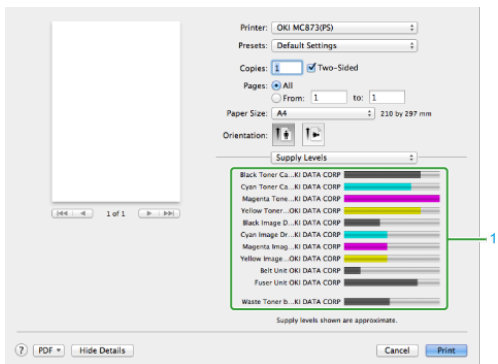 Printer: OKI MC873(PS)
Presets: Default Settings
Copies: 1 Two-Sided
Pages: All
From: 1 to: 1
Paper Size: A4 210 by 297 mm
Orientation:
Supply Levels
Black Toner Ca...KI DATA CORP
Cyan Toner Ca...KI DATA CORP
Magenta Tone...KI DATA CORP
Yellow Toner...OKI DATA CORP
Black Image D...KI DATA CORP
Cyan Image Dr...KI DATA CORP
Magenta Imag...KI DATA CORP
Yellow Image...OKI DATA CORP
Belt Unit OKI DATA CORP
Fuser Unit OKI DATA CORP
Waste Toner b...KI DATA CORP
1
1 of 1
Supply levels shown are approximate.
? PDF Hide Details Cancel Print